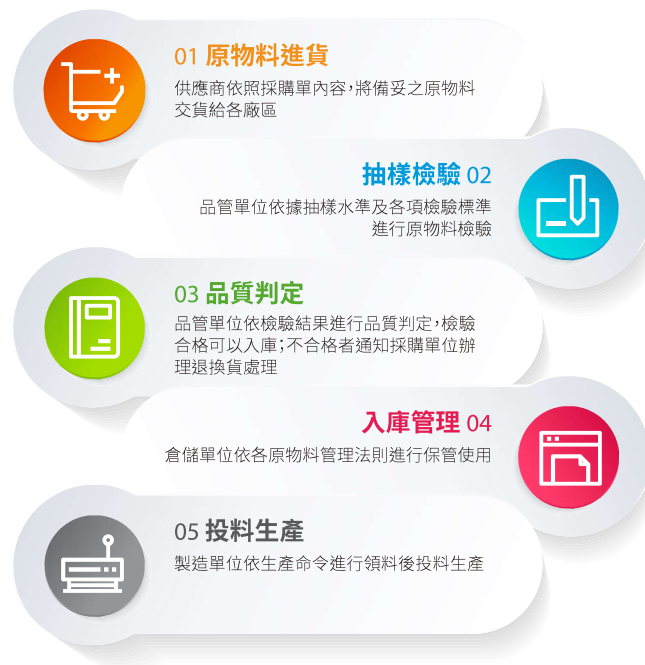 01 原物料進貨
供應商依照採購單內容，將備妥之原物料
交貨給各廠區
抽樣檢驗 02
品管單位依據抽樣水準及各項檢驗標準
進行原物料檢驗
03 品質判定
品管單位依檢驗結果進行品質判定，檢驗
合格可以入庫；不合格者通知採購單位辦
理退換貨處理
入庫管理 04
倉儲單位依各原物料管理法則進行保管使用
05 投料生產
製造單位依生產命令進行領料後投料生產